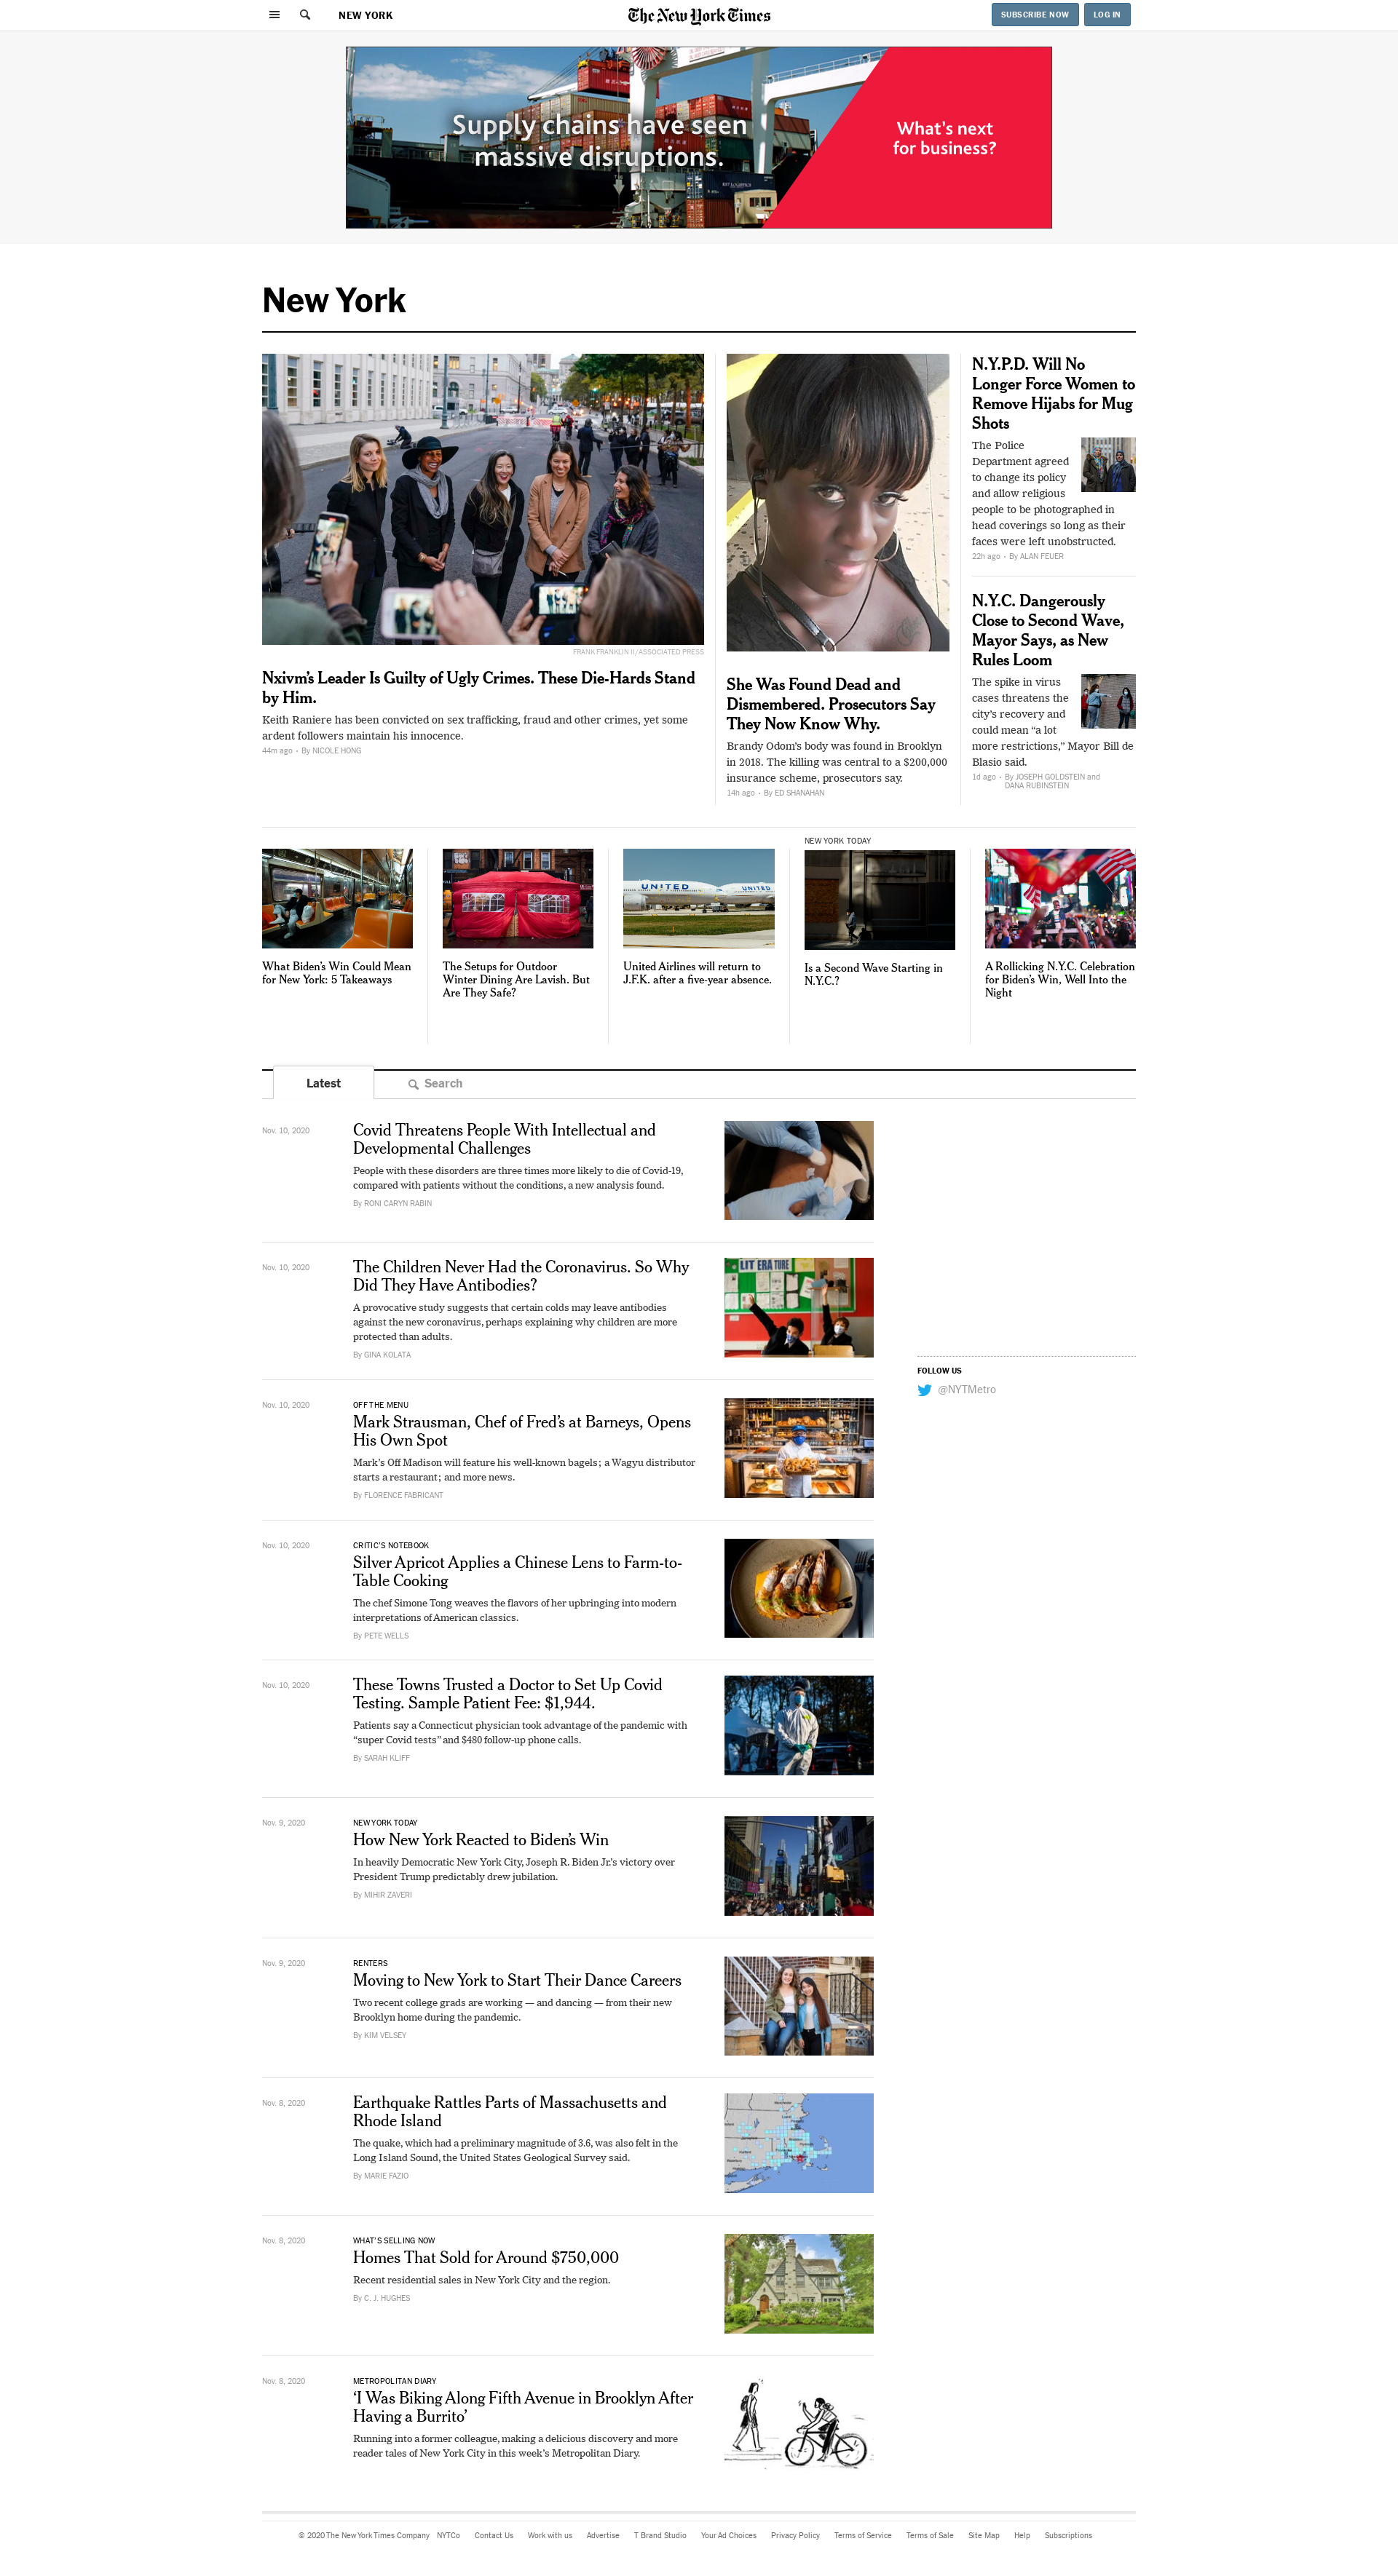 NEW YORK
The New York Times
SUBSCRIBE NOW
LOG IN
Supply chains have seen
massive disruptions.
What's next
for business?
New York
FRANK FRANKLIN II/ASSOCIATED PRESS
Nxivm’s Leader Is Guilty of Ugly Crimes. These Die-Hards Stand
by Him.
Keith Raniere has been convicted on sex trafficking, fraud and other crimes, yet some
ardent followers maintain his innocence.
44m ago • By NICOLE HONG
She Was Found Dead and
Dismembered. Prosecutors Say
They Now Know Why.
Brandy Odom’s body was found in Brooklyn
in 2018. The killing was central to a $200,000
insurance scheme, prosecutors say.
14h ago • By ED SHANAHAN
N.Y.P.D. Will No
Longer Force Women to
Remove Hijabs for Mug
Shots
The Police
Department agreed
to change its policy
and allow religious
people to be photographed in
head coverings so long as their
faces were left unobstructed.
22h ago • By ALAN FEUER
N.Y.C. Dangerously
Close to Second Wave,
Mayor Says, as New
Rules Loom
The spike in virus
cases threatens the
city’s recovery and
could mean “a lot
more restrictions,” Mayor Bill de
Blasio said.
1d ago • By JOSEPH GOLDSTEIN and
DANA RUBINSTEIN
UNITED
UNITED
What Biden’s Win Could Mean
for New York: 5 Takeaways
The Setups for Outdoor
Winter Dining Are Lavish. But
Are They Safe?
United Airlines will return to
J.F.K. after a five-year absence.
NEW YORK TODAY
Is a Second Wave Starting in
N.Y.C.?
A Rollicking N.Y.C. Celebration
for Biden’s Win, Well Into the
Night
Latest
Search
Nov. 10, 2020
Covid Threatens People With Intellectual and
Developmental Challenges
People with these disorders are three times more likely to die of Covid-19,
compared with patients without the conditions, a new analysis found.
By RONI CARYN RABIN
Nov. 10, 2020
The Children Never Had the Coronavirus. So Why
Did They Have Antibodies?
A provocative study suggests that certain colds may leave antibodies
against the new coronavirus, perhaps explaining why children are more
protected than adults.
By GINA KOLATA
LITERATURE
FOLLOW US
@NYTMetro
Nov. 10, 2020
OFF THE MENU
Mark Strausman, Chef of Fred’s at Barneys, Opens
His Own Spot
Mark’s Off Madison will feature his well-known bagels; a Wagyu distributor
starts a restaurant; and more news.
By FLORENCE FABRICANT
Nov. 10, 2020
CRITIC’S NOTEBOOK
Silver Apricot Applies a Chinese Lens to Farm-to-
Table Cooking
The chef Simone Tong weaves the flavors of her upbringing into modern
interpretations of American classics.
By PETE WELLS
Nov. 10, 2020
These Towns Trusted a Doctor to Set Up Covid
Testing. Sample Patient Fee: $1,944.
Patients say a Connecticut physician took advantage of the pandemic with
“super Covid tests” and $480 follow-up phone calls.
By SARAH KLIFF
Nov. 9, 2020
NEW YORK TODAY
How New York Reacted to Biden’s Win
In heavily Democratic New York City, Joseph R. Biden Jr.’s victory over
President Trump predictably drew jubilation.
By MIHIR ZAVERI
Nov. 9, 2020
RENTERS
Moving to New York to Start Their Dance Careers
Two recent college grads are working — and dancing — from their new
Brooklyn home during the pandemic.
By KIM VELSEY
Nov. 8, 2020
Earthquake Rattles Parts of Massachusetts and
Rhode Island
The quake, which had a preliminary magnitude of 3.6, was also felt in the
Long Island Sound, the United States Geological Survey said.
By MARIE FAZIO
Nov. 8, 2020
WHAT’S SELLING NOW
Homes That Sold for Around $750,000
Recent residential sales in New York City and the region.
By C. J. HUGHES
Nov. 8, 2020
METROPOLITAN DIARY
‘I Was Biking Along Fifth Avenue in Brooklyn After
Having a Burrito’
Running into a former colleague, making a delicious discovery and more
reader tales of New York City in this week’s Metropolitan Diary.
© 2020 The New York Times Company NYTCo Contact Us Work with us Advertise T Brand Studio Your Ad Choices Privacy Policy Terms of Service Terms of Sale Site Map Help Subscriptions